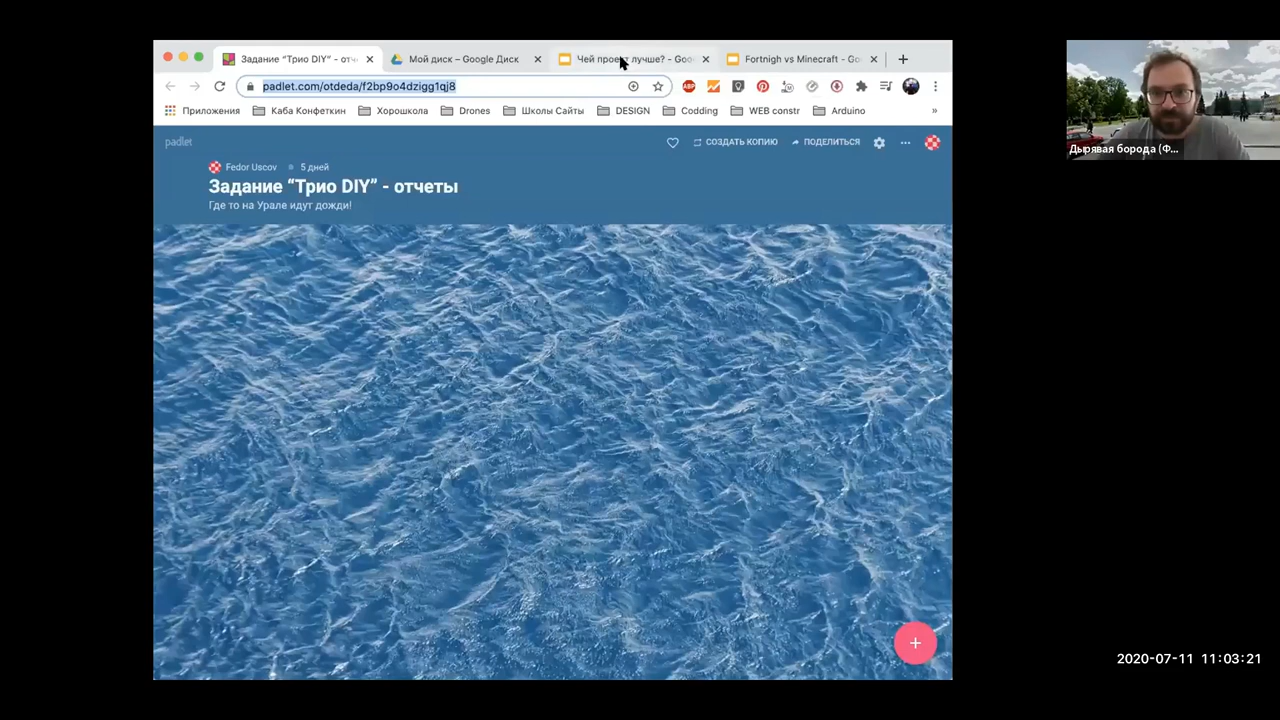 Задание “Трио DIY” - отч
Мой диск – Google Диск
Чей проект лучше? - Goo
Fortnigh vs Minecraft - Go
padlet.com/otdeda/f2bp9o4dzigg1qj8
Приложения
Каба Конфеткин
Хорошкола
Drones
Школы Сайты
DESIGN
Codding
WEB constr
Arduino
»
padlet
СОЗДАТЬ КОПИЮ
ПОДЕЛИТЬСЯ
Fedor Uscov
5 дней
Задание “Трио DIY” - отчеты
Где то на Урале идут дожди!
Дырявая борода (Ф...
2020-07-11 11:03:21